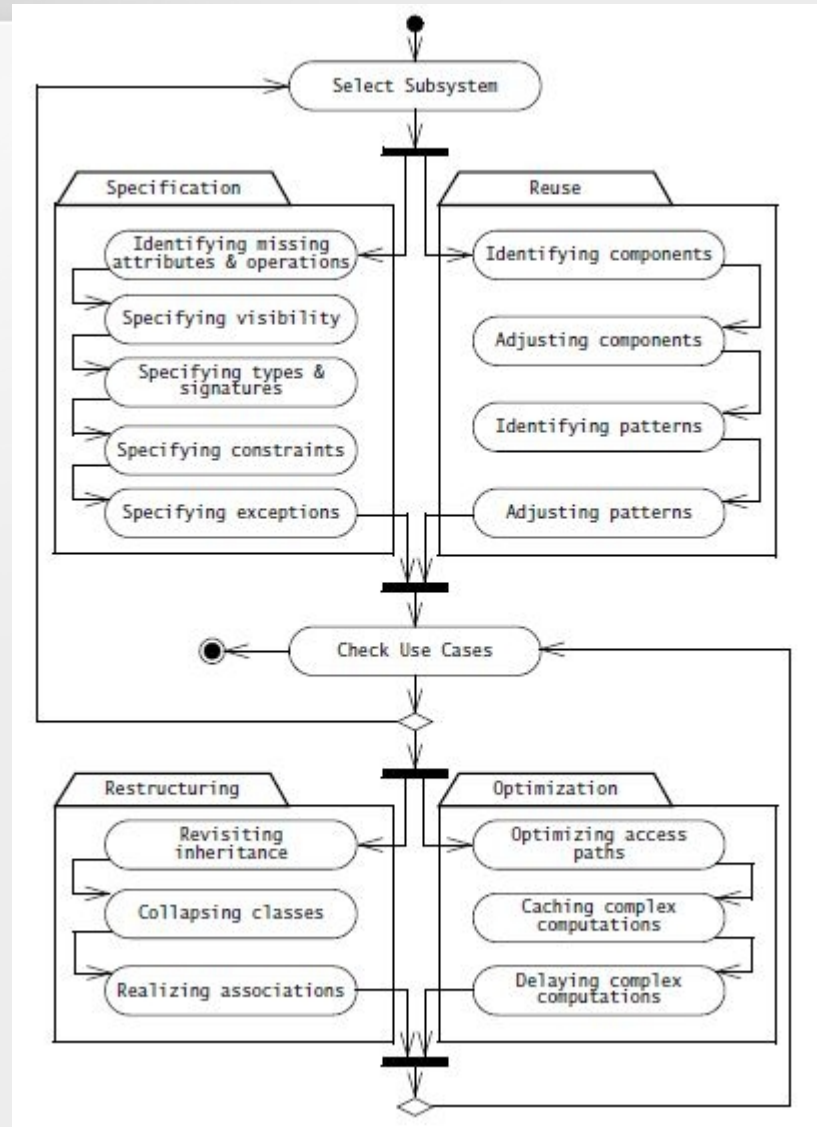 Select Subsystem
Specification
Identifying missing
attributes & operations
Specifying visibility
Specifying types &
signatures
Specifying constraints
Specifying exceptions
Reuse
Identifying components
Adjusting components
Identifying patterns
Adjusting patterns
Check Use Cases
Restructuring
Revisiting
inheritance
Collapsing classes
Realizing associations
Optimization
Optimizing access
paths
Caching complex
computations
Delaying complex
computations